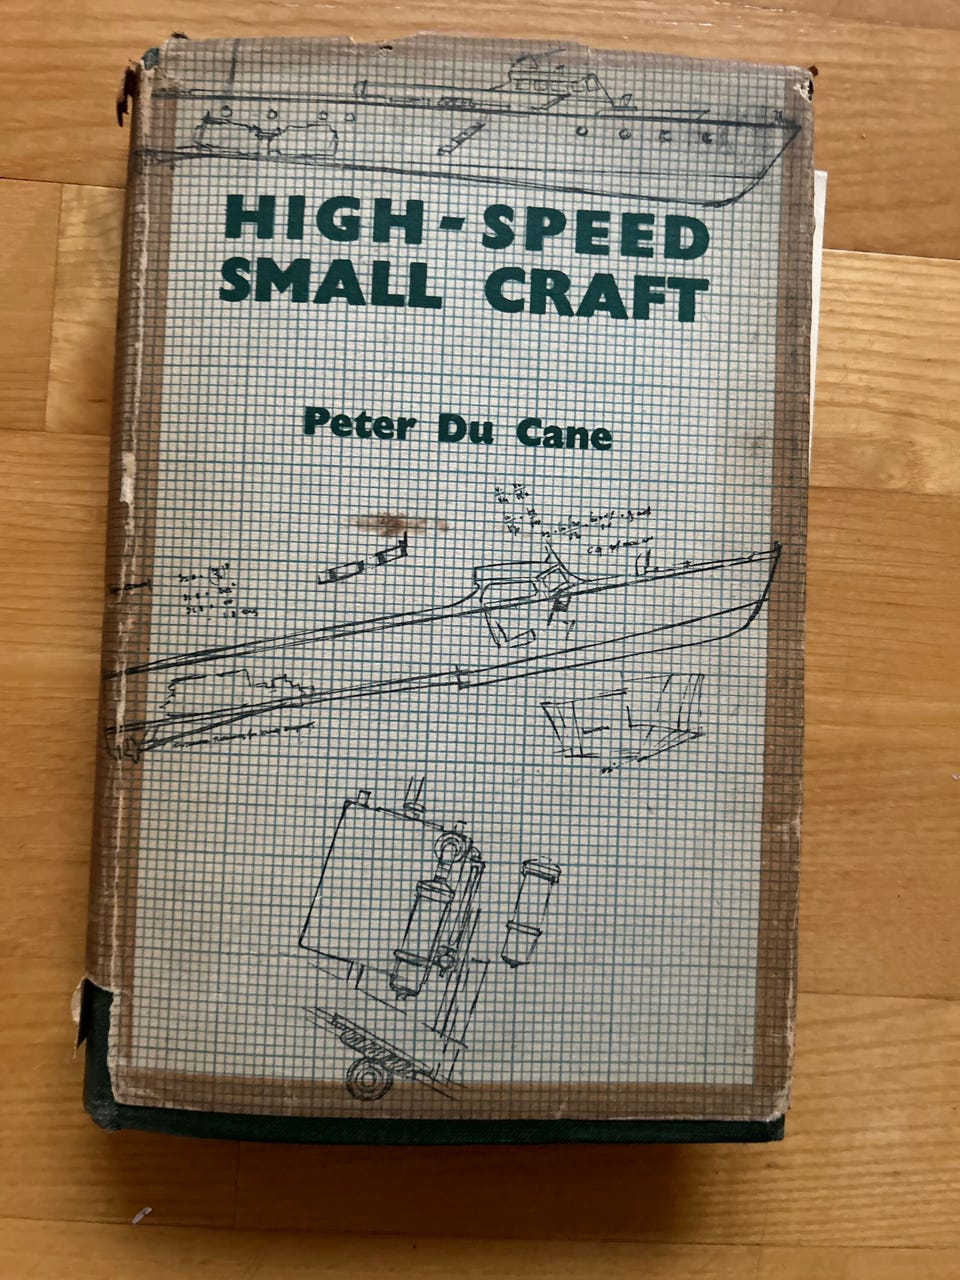 HIGH-SPEED
SMALL CRAFT
Peter Du Cane